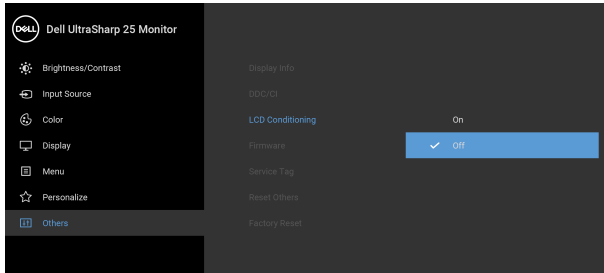 DELL Dell UltraSharp 25 Monitor
Brightness/Contrast
Input Source
Color
Display
Menu
Personalize
Others
Display Info
DDC/CI
LCD Conditioning
Firmware
Service Tag
Reset Others
Factory Reset
On
Off